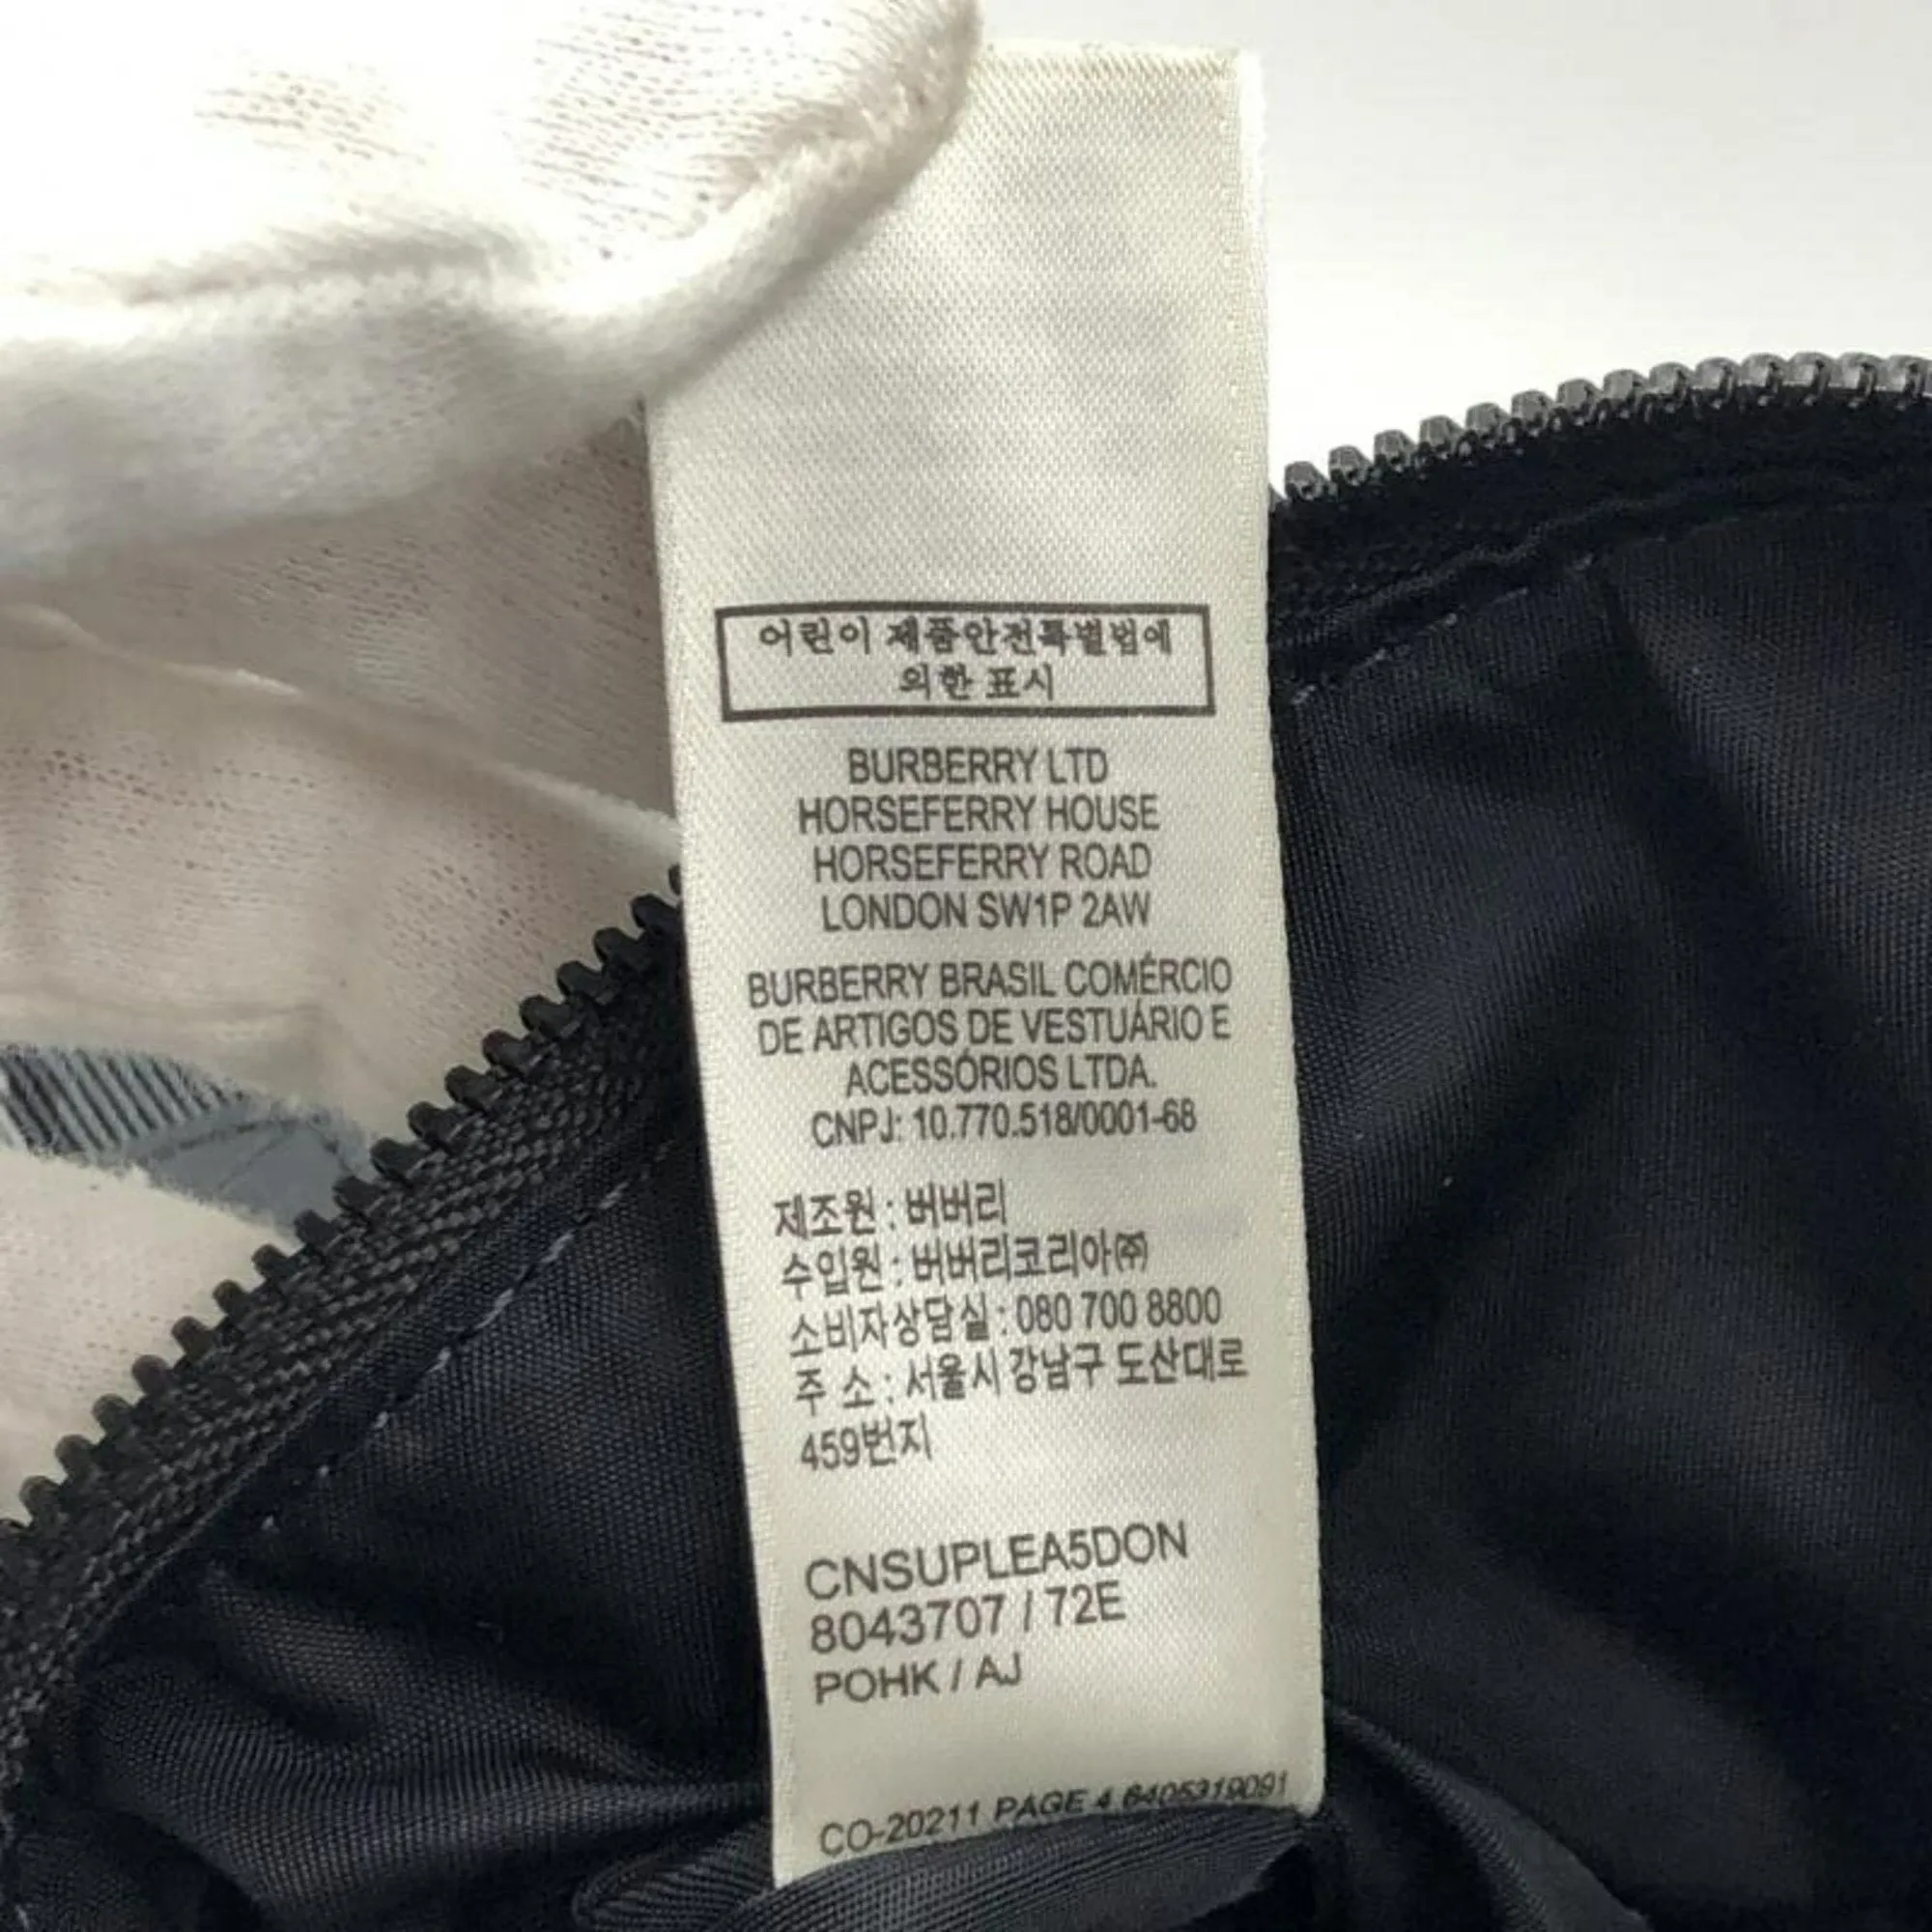 어린이 제품안전특별법에
의한 표시
BURBERRY LTD
HORSEFERRY HOUSE
HORSEFERRY ROAD
LONDON SW1P 2AW
BURBERRY BRASIL COMÉRCIO
DE ARTIGOS DE VESTUÁRIO E
ACESSÓRIOS LTDA.
CNPJ: 10.770.518/0001-68
제조원 : 버버리
수입원 : 버버리코리아㈜
소비자상담실 : 080 700 8800
주 소 : 서울시 강남구 도산대로
459번지
CNSUPLEA5DON
8043707 / 72E
POHK / AJ
CO-20211 PAGE 4 6405319091